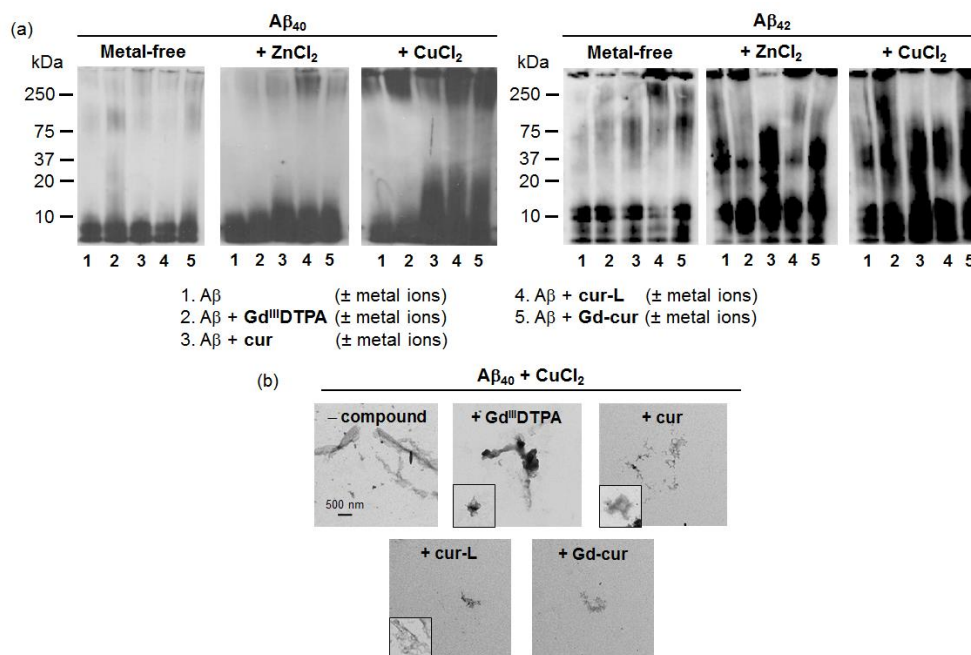 (a)
Aβ40
Metal-free + ZnCl2 + CuCl2
kDa
250
75
37
20
10
1 2 3 4 5 1 2 3 4 5 1 2 3 4 5
Aβ42
Metal-free + ZnCl2 + CuCl2
kDa
250
75
37
20
10
1 2 3 4 5 1 2 3 4 5 1 2 3 4 5
1. Aβ (± metal ions)
2. Aβ + GdIIIDTPA (± metal ions)
3. Aβ + cur (± metal ions)
4. Aβ + cur-L (± metal ions)
5. Aβ + Gd-cur (± metal ions)
(b)
Aβ40 + CuCl2
– compound
500 nm
+ GdIIIDTPA
+ cur
+ cur-L
+ Gd-cur